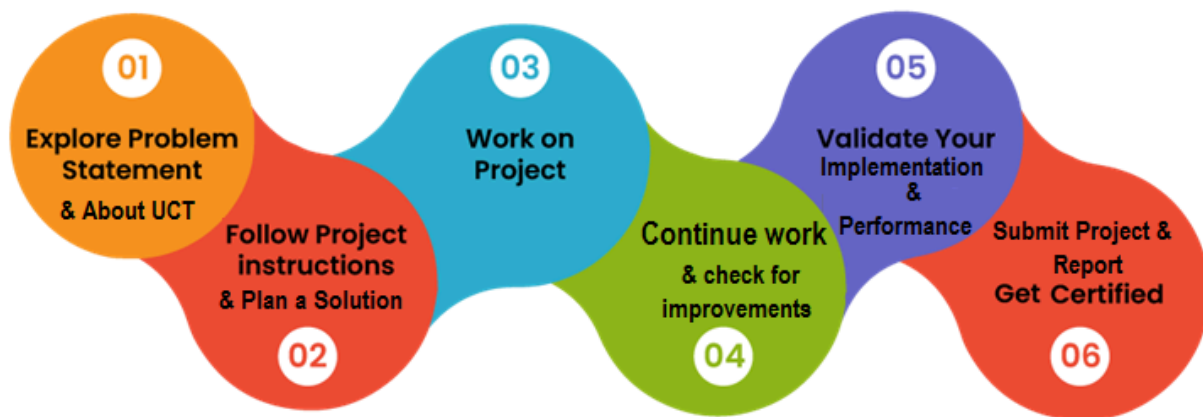 01
Explore Problem
Statement
& About UCT
Follow Project
instructions
& Plan a Solution
02
03
Work on
Project
Continue work
& check for
improvements
04
05
Validate Your
Implementation
&
Performance
Submit Project &
Report
Get Certified
06